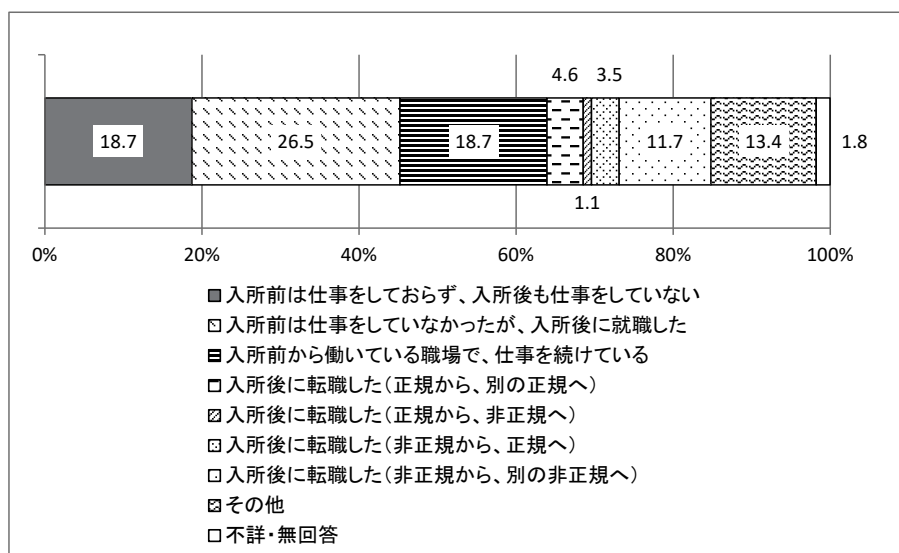 4.6 3.5
18.7 26.5 18.7 11.7 13.4 1.8
1.1
0% 20% 40% 60% 80% 100%
入所前は仕事をしておらず、入所後も仕事をしていない
入所前は仕事をしていなかったが、入所後に就職した
入所前から働いている職場で、仕事を続けている
入所後に転職した(正規から、別の正規へ)
入所後に転職した(正規から、非正規へ)
入所後に転職した(非正規から、正規へ)
入所後に転職した(非正規から、別の非正規へ)
その他
不詳・無回答